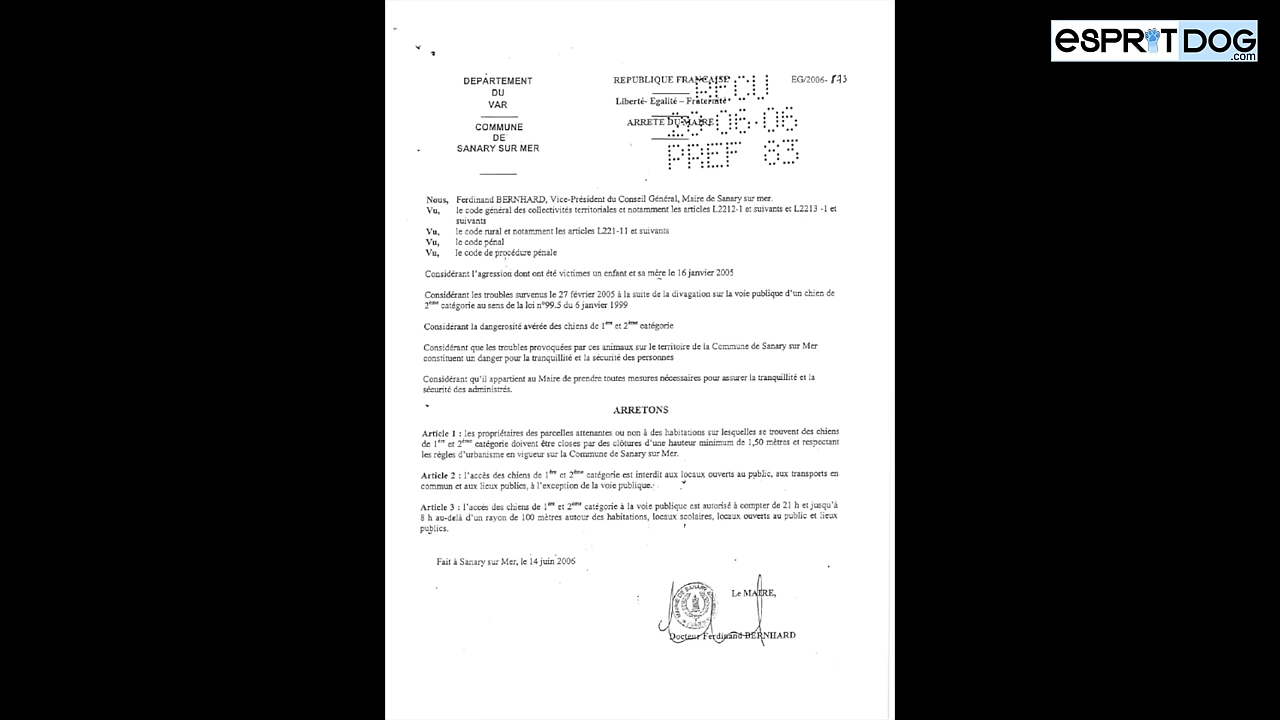 ESPRIT DOG
.com
DEPARTEMENT
DU
VAR
COMMUNE
DE
SANARY SUR MER
REPUBLIQUE FRANCAISE
Liberté- Egalité – Fraternité
ARRETE DU MAIRE
EG/2006-
RECU
06-06
PREF 83
Nous, Ferdinand BERNHARD, Vice-Président du Conseil Général, Maire de Sanary sur mer.
Vu, le code général des collectivités territoriales et notamment les articles L2212-1 et suivants et L2213 -1 et
suivants
Vu, le code rural et notamment les articles L221-11 et suivants
Vu, le code pénal
Vu, le code de procédure pénale
Considérant l'agression dont ont été victimes un enfant et sa mère le 16 janvier 2005
Considérant les troubles survenus le 27 février 2005 à la suite de la divagation sur la voie publique d'un chien de
2ème catégorie au sens de la loi n°99.5 du 6 janvier 1999
Considérant la dangerosité avérée des chiens de 1ère et 2ème catégorie
Considérant que les troubles provoquées par ces animaux sur le territoire de la Commune de Sanary sur Mer
constituent un danger pour la tranquillité et la sécurité des personnes
Considérant qu'il appartient au Maire de prendre toutes mesures nécessaires pour assurer la tranquillité et la
sécurité des administrés.
ARRETONS
Article 1 : les propriétaires des parcelles attenantes ou non à des habitations sur lesquelles se trouvent des chiens
de 1ère et 2ème catégorie doivent être closes par des clôtures d'une hauteur minimum de 1,50 mètres et respectant
les règles d'urbanisme en vigueur sur la Commune de Sanary sur Mer.
Article 2 : l'accès des chiens de 1ère et 2ème catégorie est interdit aux locaux ouverts au public, aux transports en
commun et aux lieux publics, à l'exception de la voie publique.
Article 3 : l'accès des chiens de 1ère et 2ème catégorie à la voie publique est autorisé à compter de 21 h et jusqu'à
8 h au-delà d'un rayon de 100 mètres autour des habitations, locaux scolaires, locaux ouverts au public et lieux
publics.
Fait à Sanary sur Mer, le 14 juin 2006
Le MAIRE,
Docteur Ferdinand BERNHARD